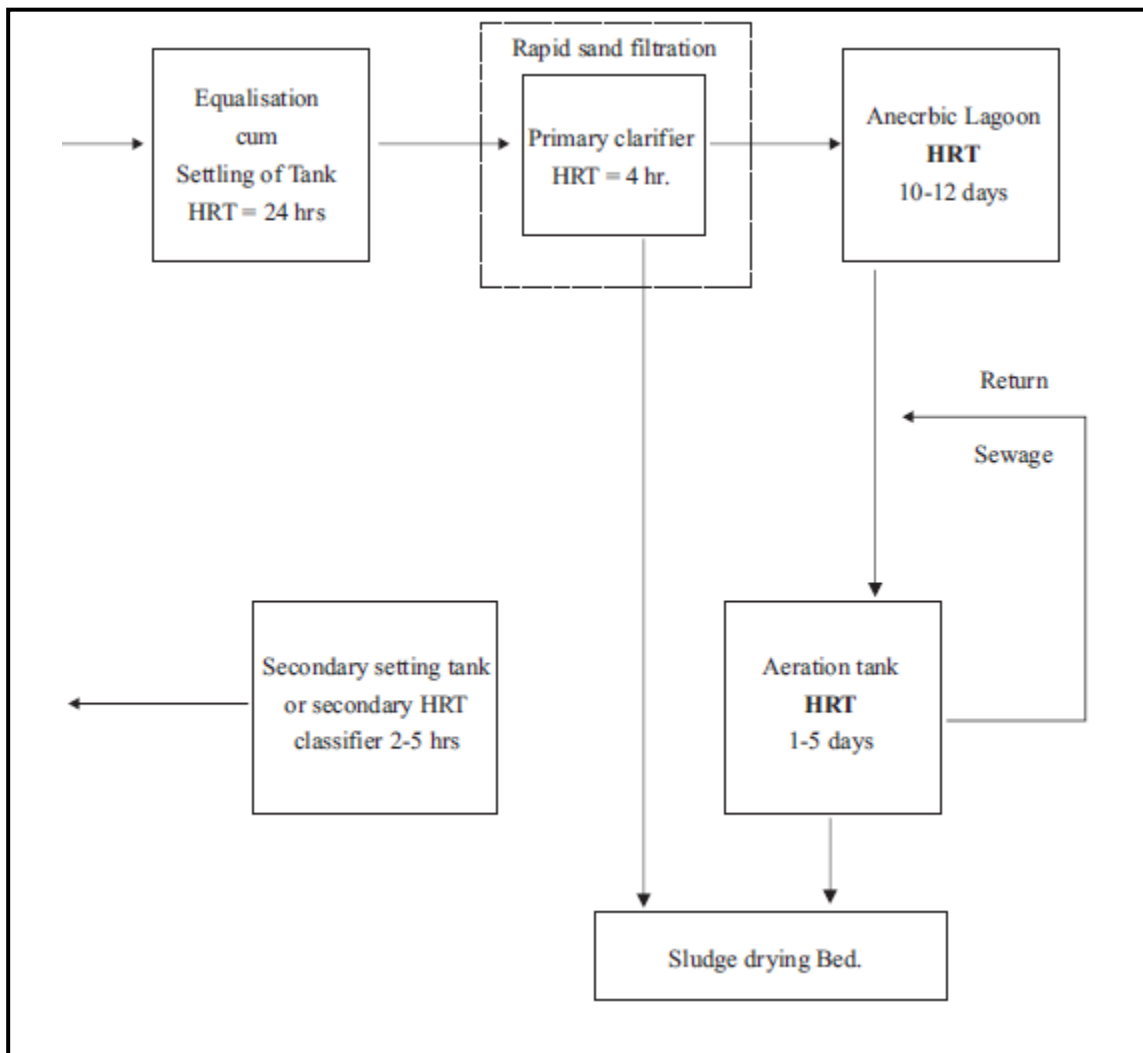 Equalisation
cum
Settling of Tank
HRT = 24 hrs
Rapid sand filtration
Primary clarifier
HRT = 4 hr.
Anecrbic Lagoon
HRT
10-12 days
Return
Sewage
Secondary setting tank
or secondary HRT
classifier 2-5 hrs
Aeration tank
HRT
1-5 days
Sludge drying Bed.